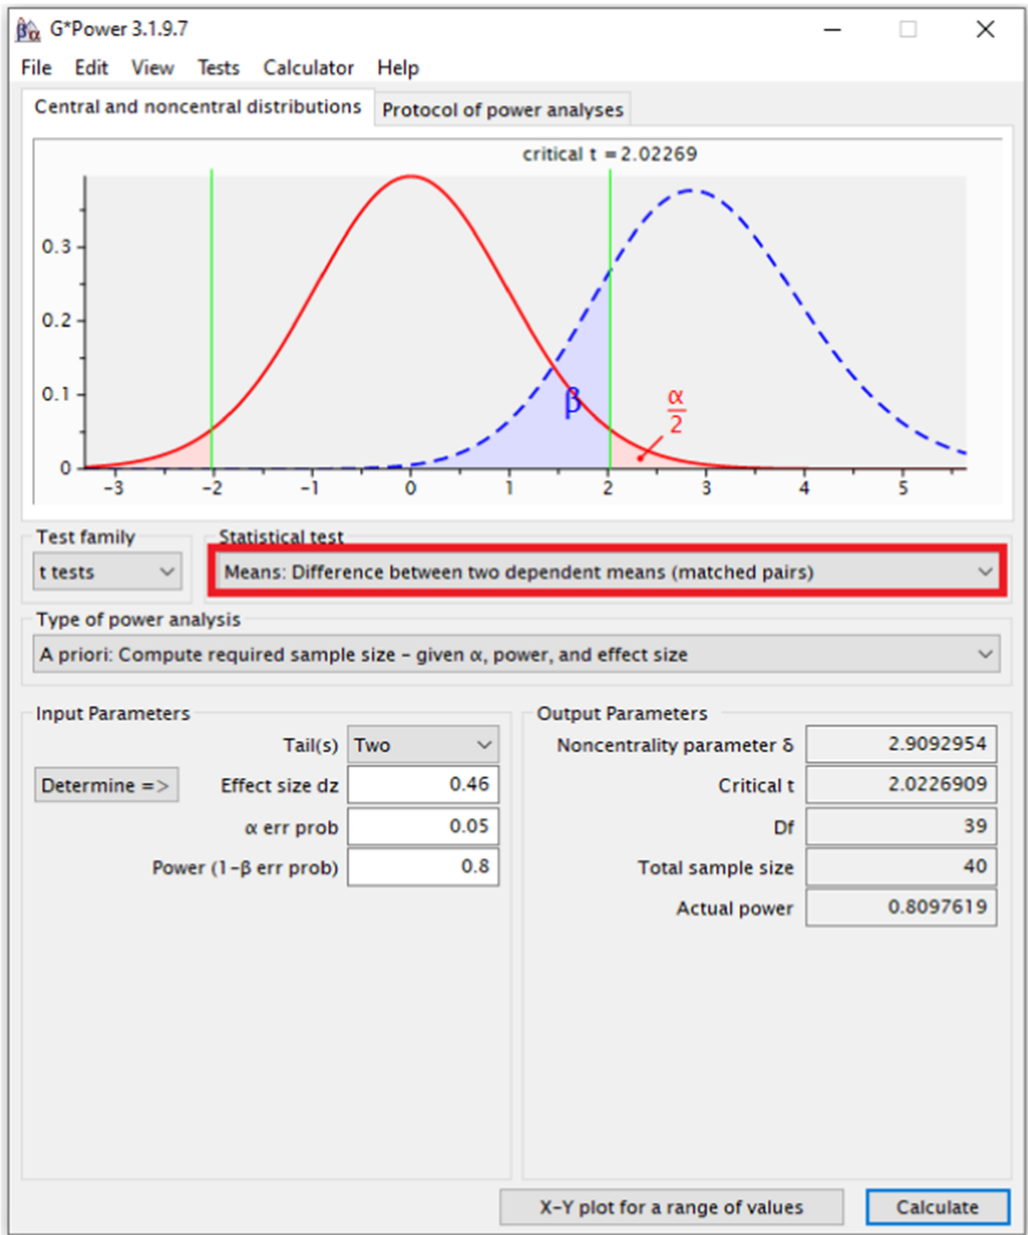 G*Power 3.1.9.7
File Edit View Tests Calculator Help
Central and noncentral distributions Protocol of power analyses
critical t = 2.02269
0.3
0.2
0.1
0
β
α
2
-3 -2 -1 0 1 2 3 4 5
Test family Statistical test
t tests Means: Difference between two dependent means (matched pairs)
Type of power analysis
A priori: Compute required sample size – given α, power, and effect size
Input Parameters Output Parameters
Tail(s) Two Noncentrality parameter δ 2.9092954
Determine => Effect size dz 0.46 Critical t 2.0226909
α err prob 0.05 Df 39
Power (1-β err prob) 0.8 Total sample size 40
Actual power 0.8097619
X-Y plot for a range of values Calculate